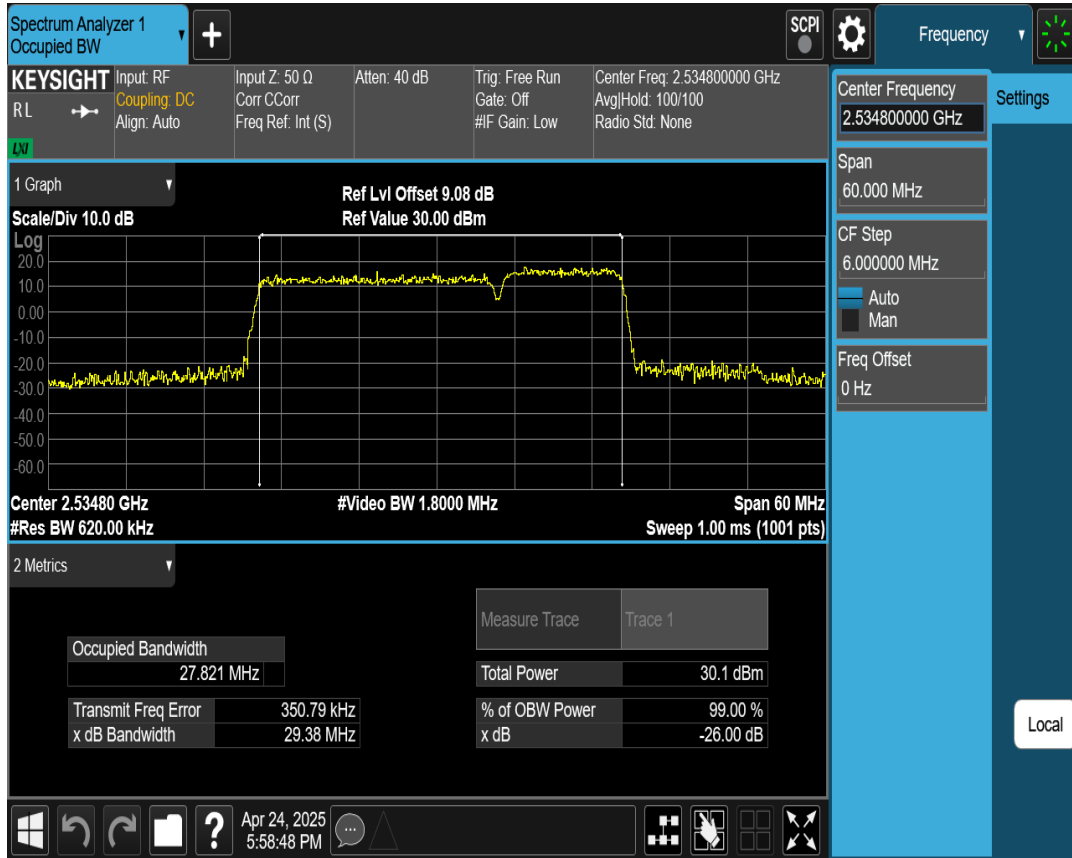 Spectrum Analyzer 1
Occupied BW
+
SCPI
Frequency
KEYSIGHT
RL
LXI
Input: RF
Coupling: DC
Align: Auto
Input Z: 50 Ω
Corr CCorr
Freq Ref: Int (S)
Atten: 40 dB
Trig: Free Run
Gate: Off
#IF Gain: Low
Center Freq: 2.534800000 GHz
Avg|Hold: 100/100
Radio Std: None
Center Frequency
2.534800000 GHz
Settings
Span
60.000 MHz
CF Step
6.000000 MHz
Auto
Man
Freq Offset
0 Hz
Local
1 Graph
Scale/Div 10.0 dB
Ref Lvl Offset 9.08 dB
Ref Value 30.00 dBm
Log
20.0
10.0
0.00
-10.0
-20.0
-30.0
-40.0
-50.0
-60.0
Center 2.53480 GHz
#Video BW 1.8000 MHz
Span 60 MHz
#Res BW 620.00 kHz
Sweep 1.00 ms (1001 pts)
2 Metrics
Measure Trace Trace 1
Occupied Bandwidth
27.821 MHz
Total Power 30.1 dBm
Transmit Freq Error 350.79 kHz
% of OBW Power 99.00 %
x dB Bandwidth 29.38 MHz
x dB -26.00 dB
?
Apr 24, 2025
5:58:48 PM